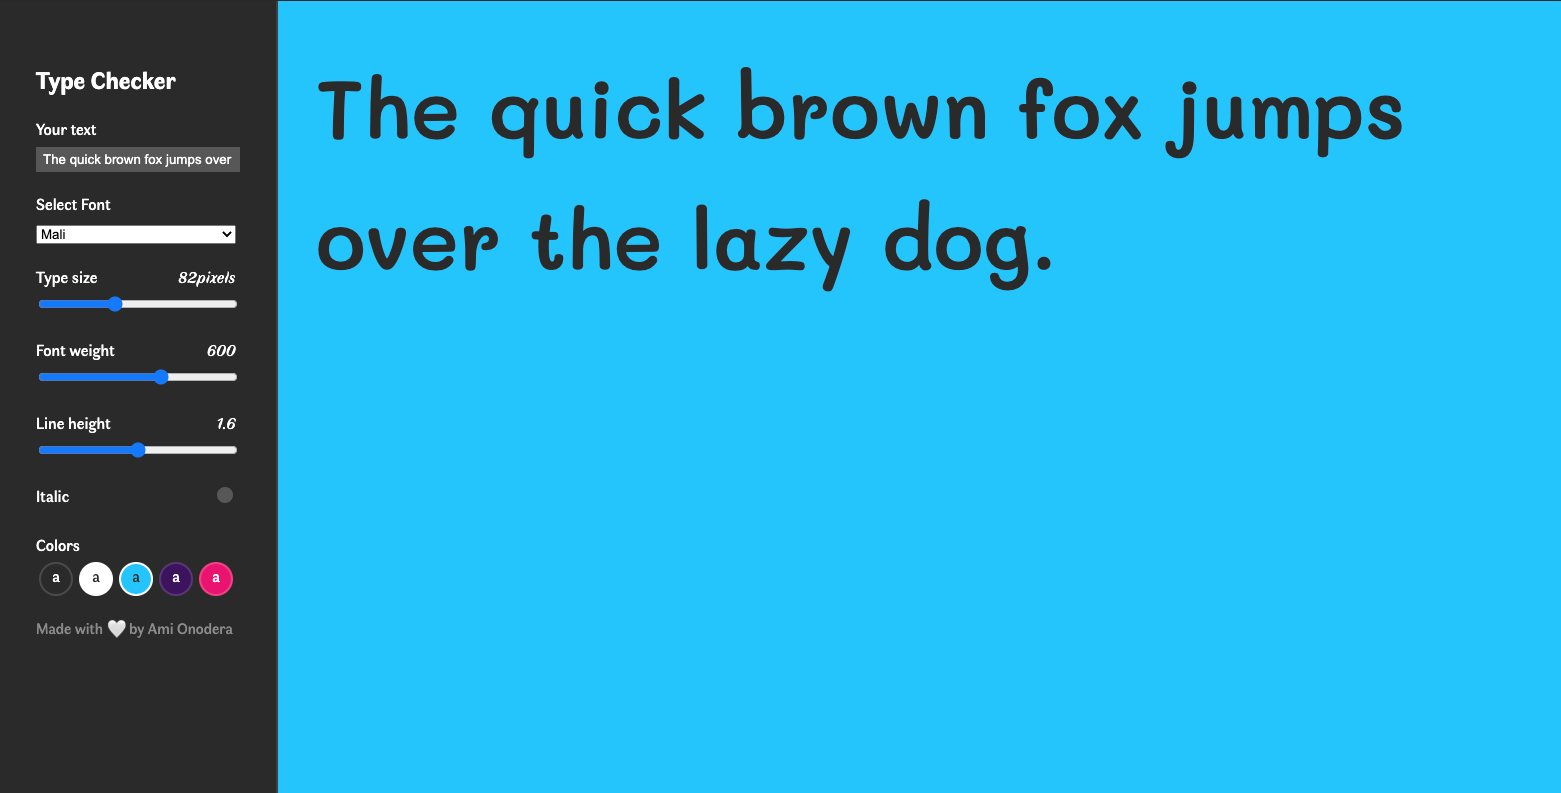 Type Checker
Your text
The quick brown fox jumps over
Select Font
Mali
Type size 82pixels
Font weight 600
Line height 1.6
Italic
Colors
a a a a a
Made with 🤍 by Ami Onodera
The quick brown fox jumps
over the lazy dog.